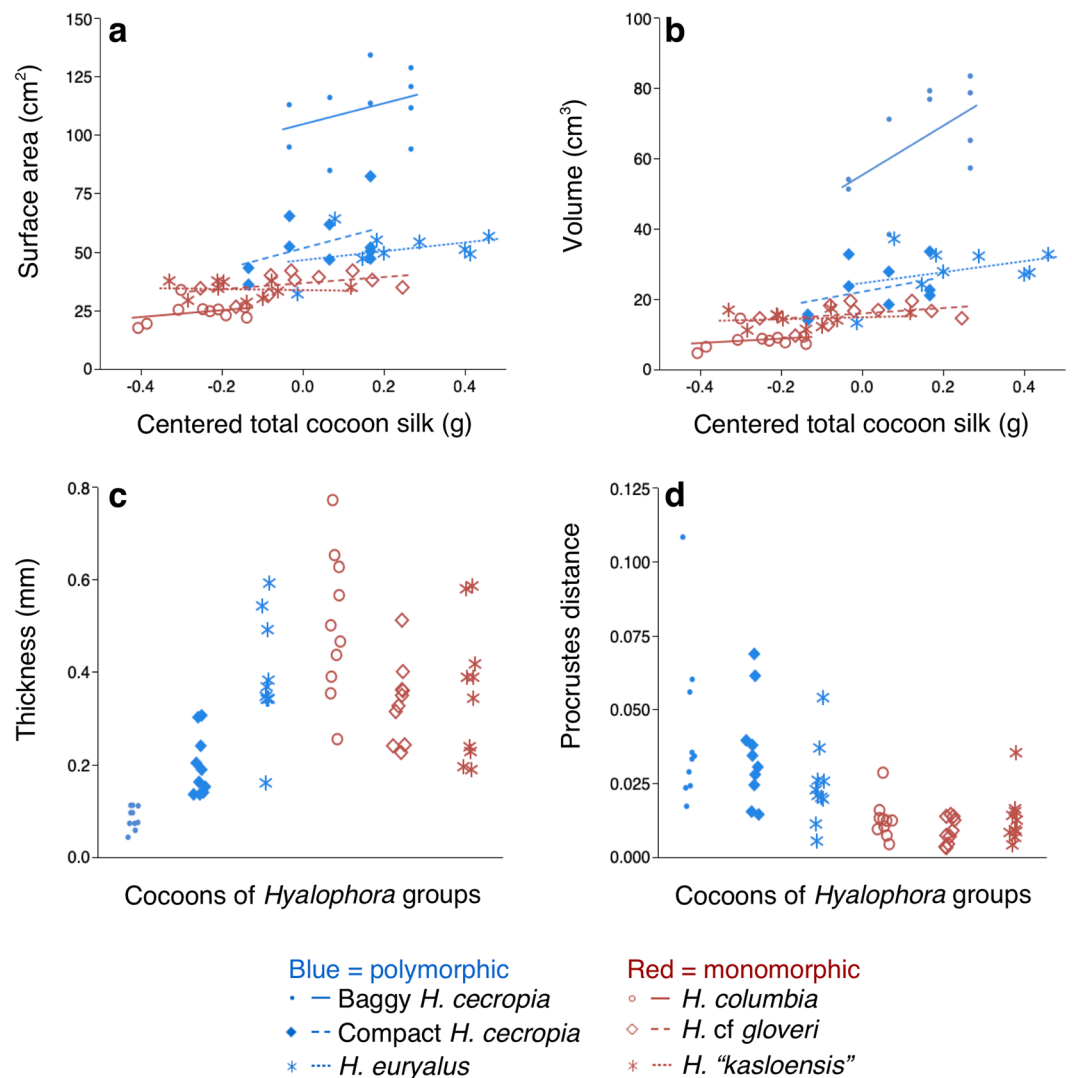 a
150
125
100
75
50
25
0
-0.4 -0.2 0.0 0.2 0.4
Surface area (cm²)
Centered total cocoon silk (g)
b
100
80
60
40
20
0
-0.4 -0.2 0.0 0.2 0.4
Volume (cm³)
Centered total cocoon silk (g)
c
0.8
0.6
0.4
0.2
0.0
Thickness (mm)
Cocoons of Hyalophora groups
d
0.125
0.100
0.075
0.050
0.025
0.000
Procrustes distance
Cocoons of Hyalophora groups
Blue = polymorphic
Baggy H. cecropia
Compact H. cecropia
H. euryalus
Red = monomorphic
H. columbia
H. cf gloveri
H. “kasloensis”